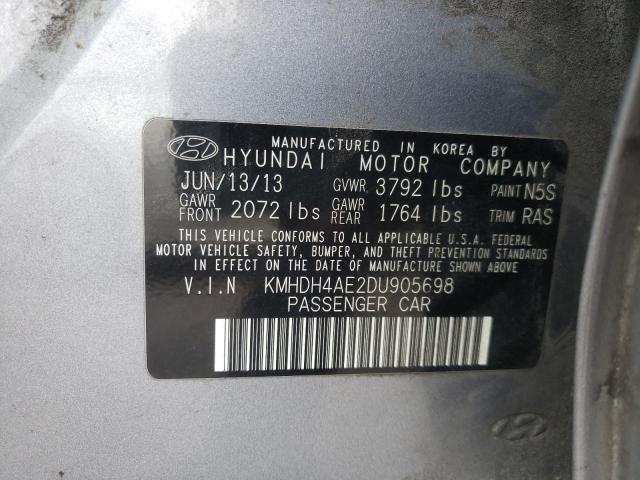 MANUFACTURED IN KOREA BY
HYUNDAI MOTOR COMPANY
JUN/13/13 GVWR 3792 lbs PAINT N5S
GAWR FRONT 2072 lbs GAWR REAR 1764 lbs TRIM RAS
THIS VEHICLE CONFORMS TO ALL APPLICABLE U.S.A. FEDERAL
MOTOR VEHICLE SAFETY, BUMPER, AND THEFT PREVENTION STANDARDS
IN EFFECT ON THE DATE OF MANUFACTURE SHOWN ABOVE
V.I.N KMHDH4AE2DU905698
PASSENGER CAR